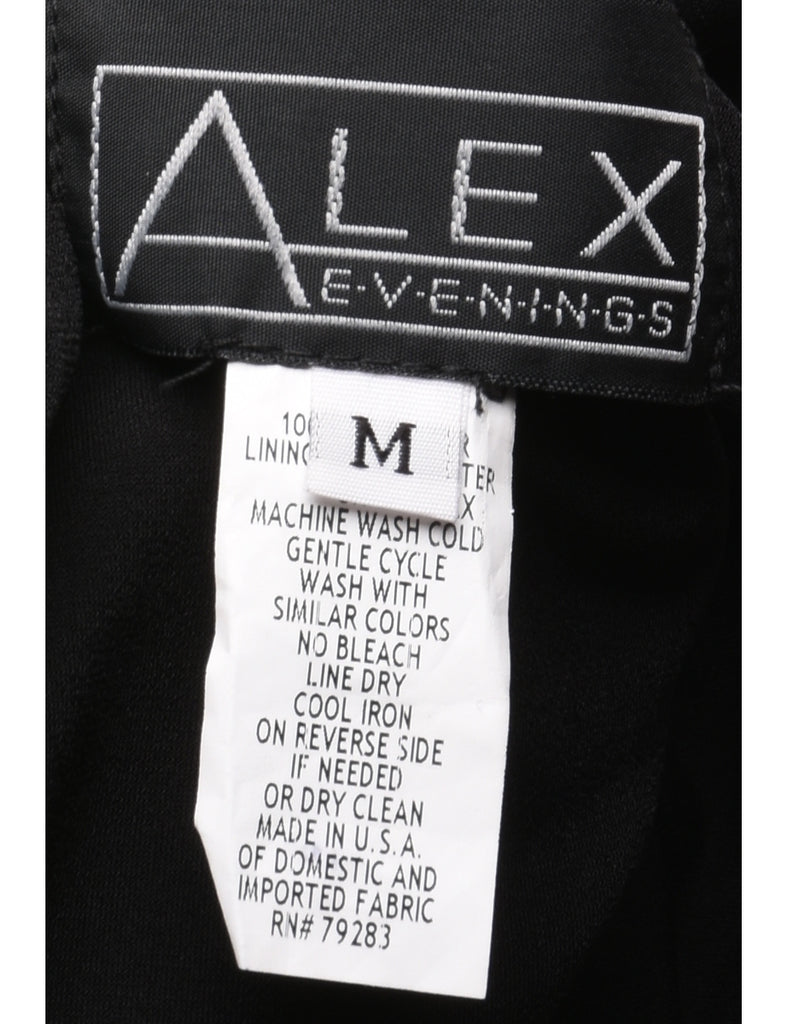 ALEX
E·V·E·N·I·N·G·S
M
MACHINE WASH COLD
GENTLE CYCLE
WASH WITH
SIMILAR COLORS
NO BLEACH
LINE DRY
COOL IRON
ON REVERSE SIDE
IF NEEDED
OR DRY CLEAN
MADE IN U.S.A.
OF DOMESTIC AND
IMPORTED FABRIC
RN# 79283